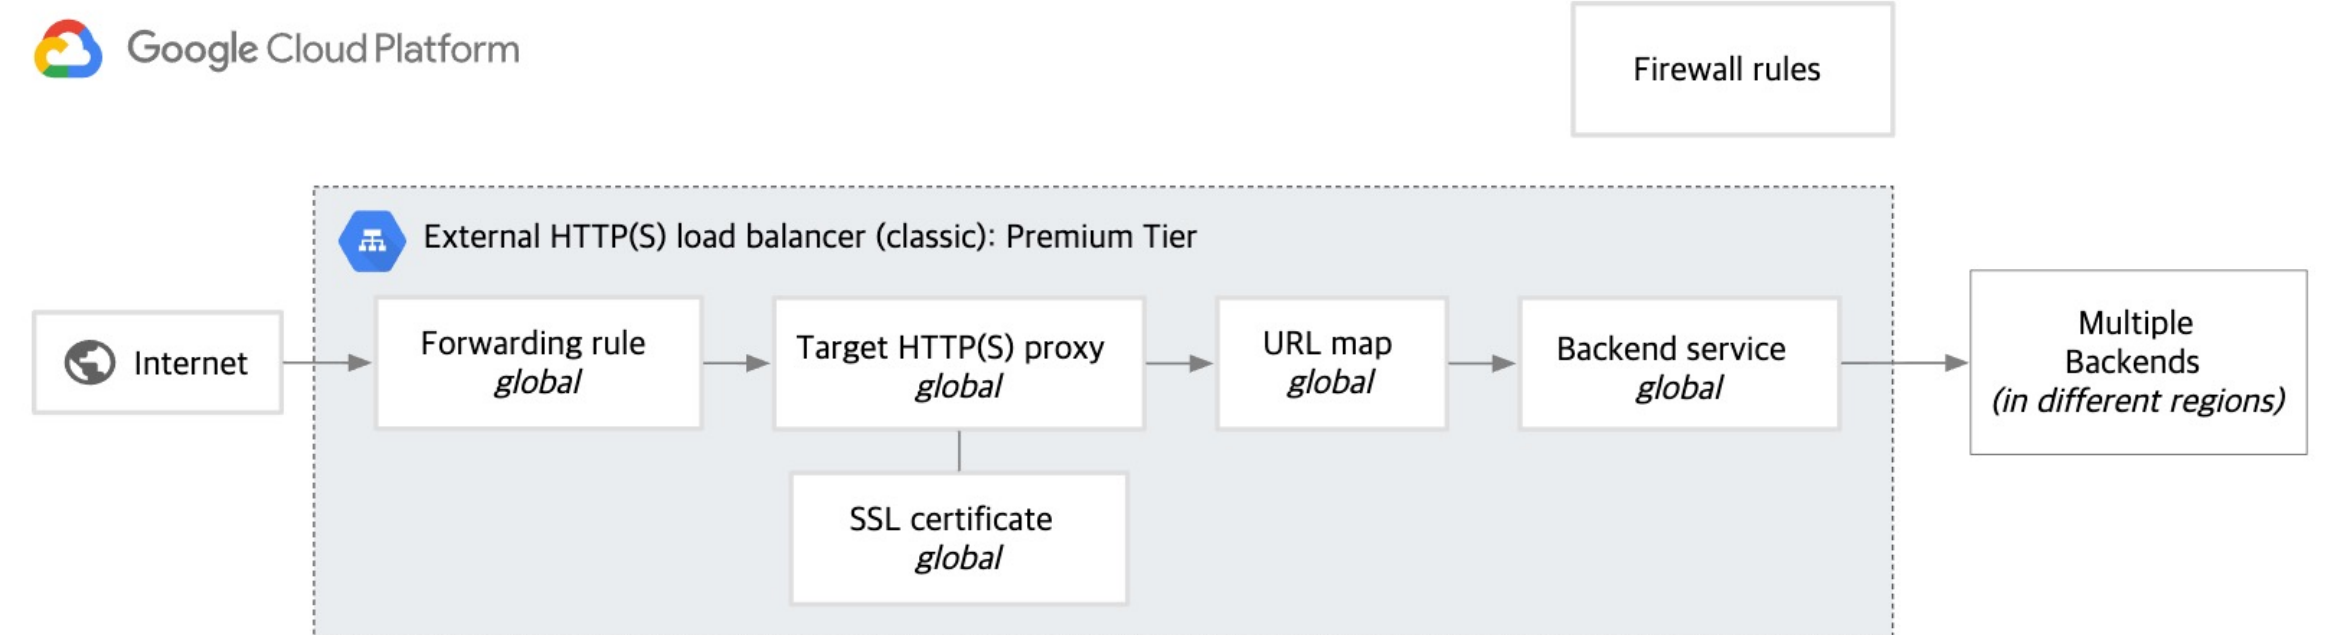 Google Cloud Platform
Firewall rules
External HTTP(S) load balancer (classic): Premium Tier
Internet
Forwarding rule
global
Target HTTP(S) proxy
global
URL map
global
Backend service
global
Multiple
Backends
(in different regions)
SSL certificate
global